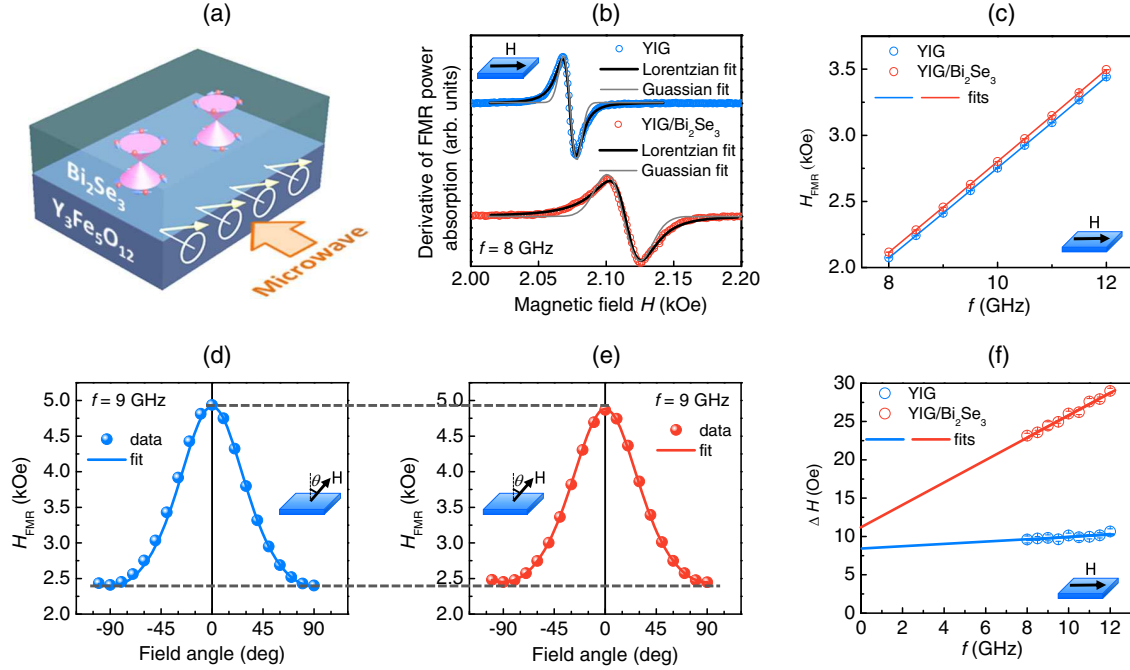 (a)
Bi2Se3
Y3Fe5O12
Microwave
(b)
H
YIG
Lorentzian fit
Guassian fit
YIG/Bi2Se3
Lorentzian fit
Guassian fit
f = 8 GHz
Derivative of FMR power
absorption (arb. units)
2.00 2.05 2.10 2.15 2.20
Magnetic field H (kOe)
(c)
YIG
YIG/Bi2Se3
fits
H
HFMR (kOe)
3.5
3.0
2.5
2.0
8 10 12
f (GHz)
(d)
f = 9 GHz
data
fit
θ H
HFMR (kOe)
5.0
4.5
4.0
3.5
3.0
2.5
2.0
-90 -45 0 45 90
Field angle (deg)
(e)
f = 9 GHz
data
fit
θ H
HFMR (kOe)
5.0
4.5
4.0
3.5
3.0
2.5
2.0
-90 -45 0 45 90
Field angle (deg)
(f)
YIG
YIG/Bi2Se3
fits
H
Δ H (Oe)
30
25
20
15
10
5
0
0 2 4 6 8 10 12
f (GHz)